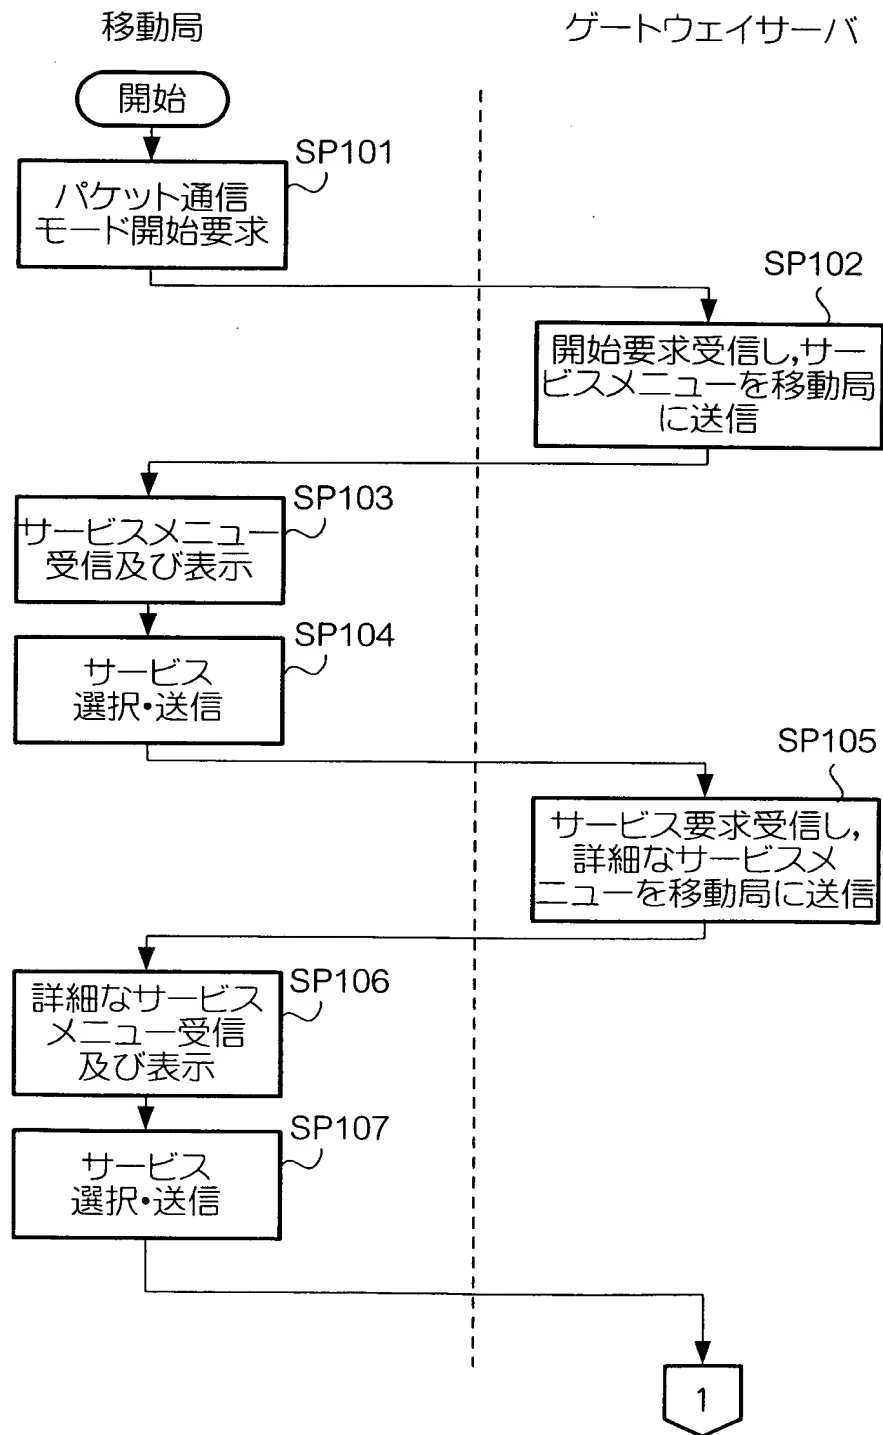 移動局
ゲートウェイサーバ
開始
SP101
パケット通信
モード開始要求
SP102
開始要求受信し,サー
ビスメニューを移動局
に送信
SP103
サービスメニュー
受信及び表示
SP104
サービス
選択・送信
SP105
サービス要求受信し,
詳細なサービスメ
ニューを移動局に送信
SP106
詳細なサービス
メニュー受信
及び表示
SP107
サービス
選択・送信
1